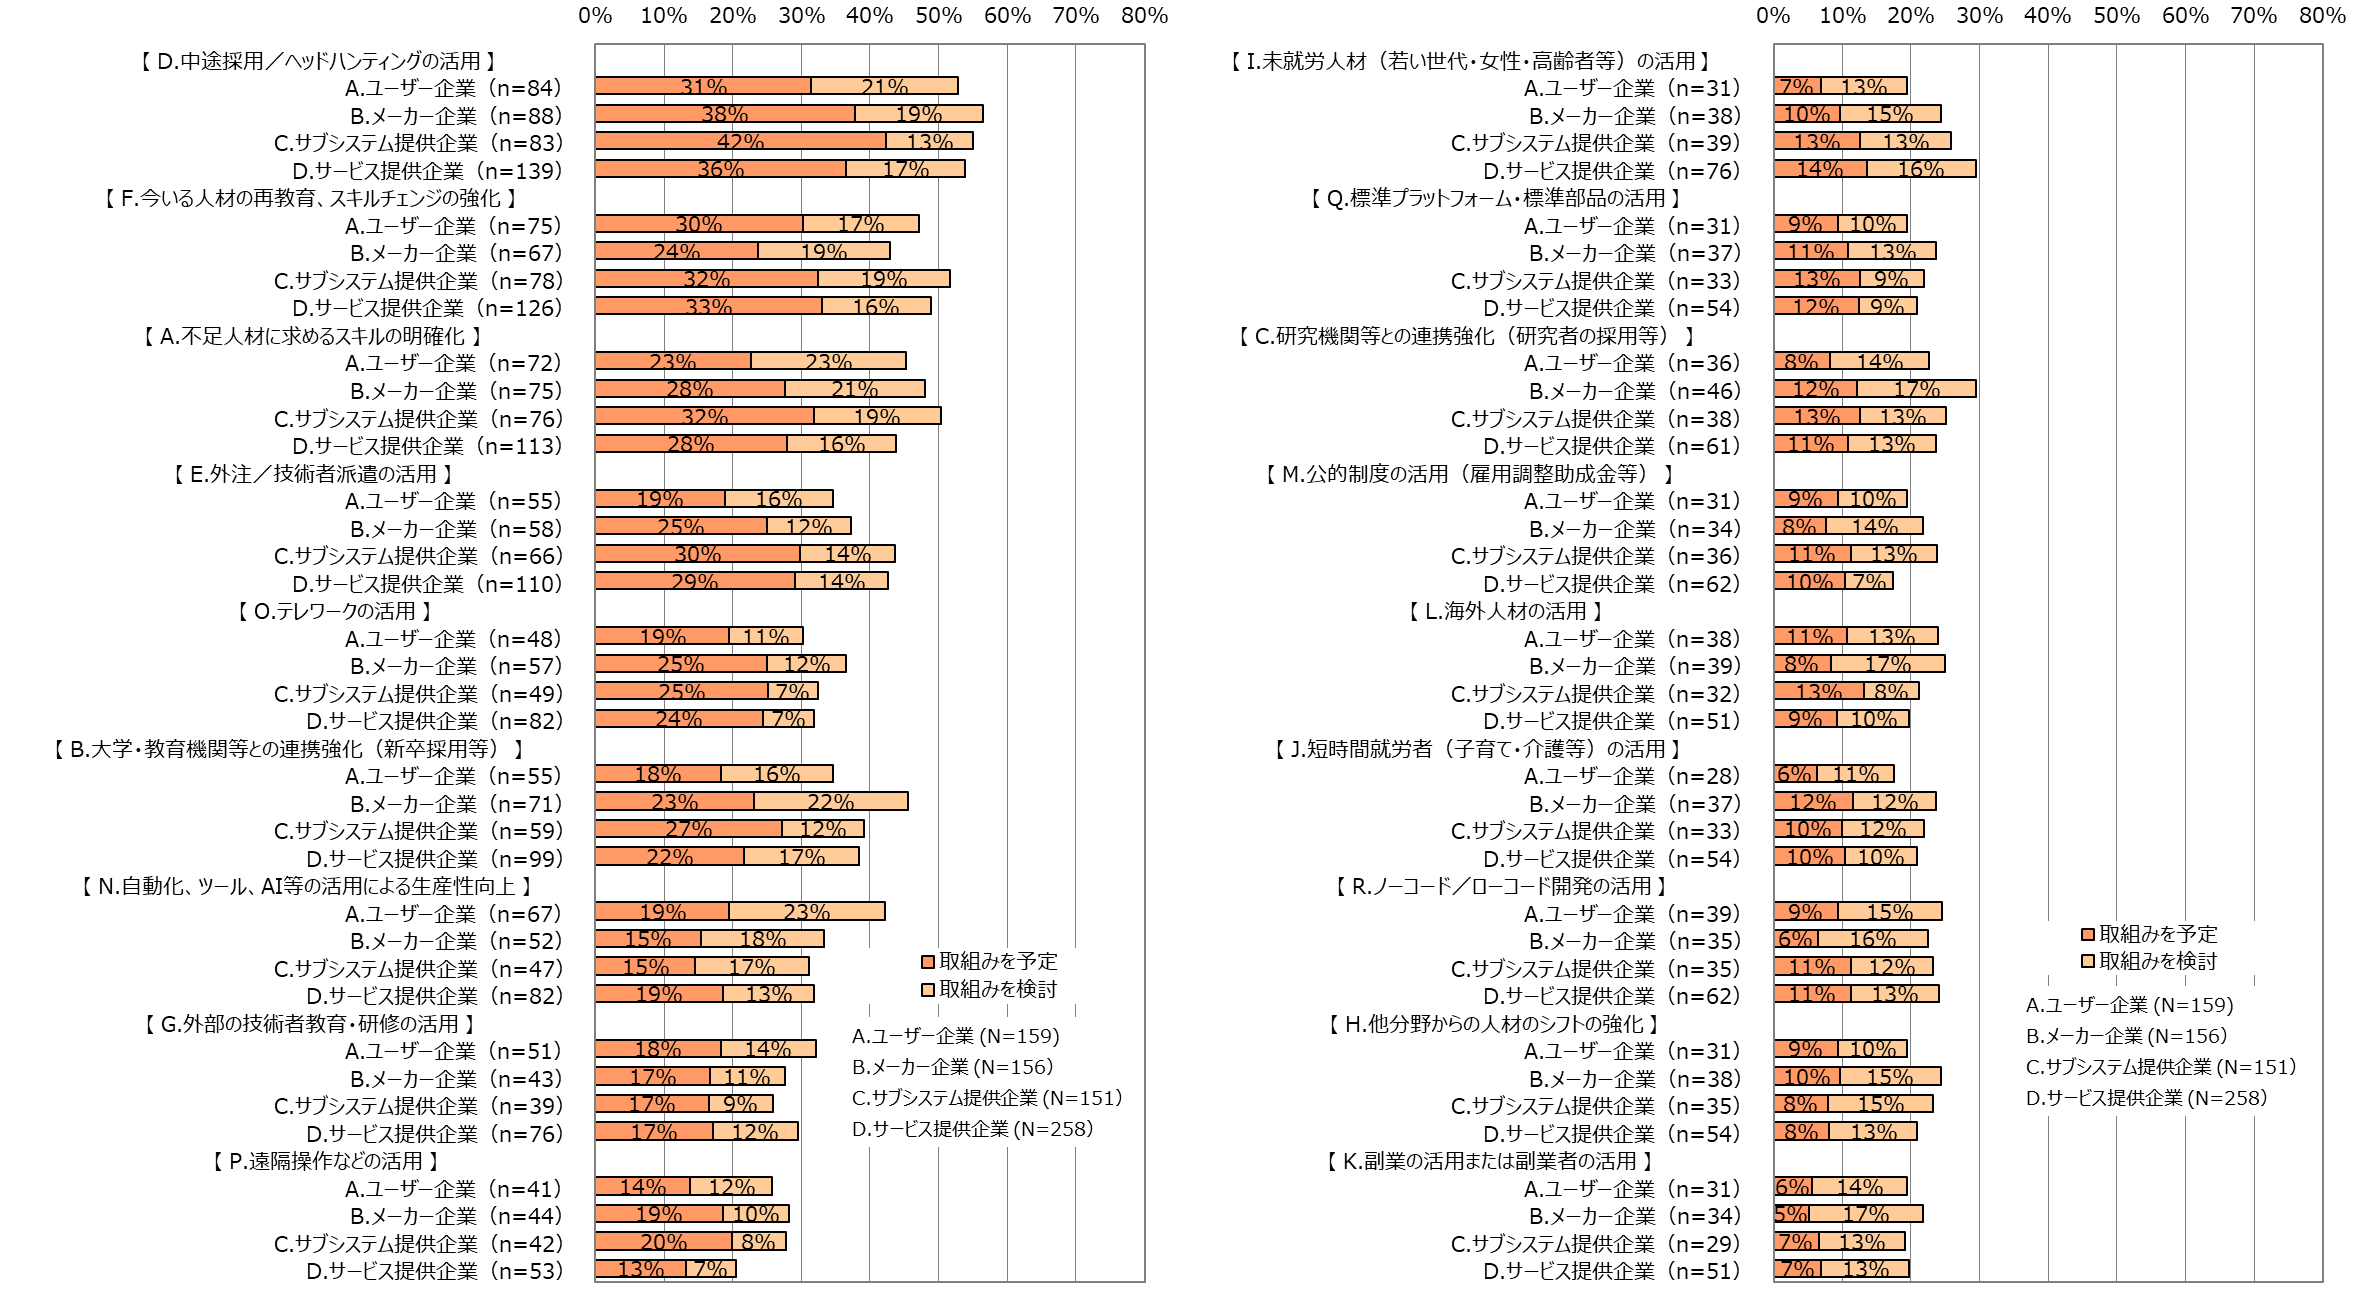 0% 10% 20% 30% 40% 50% 60% 70% 80%
【 D.中途採用／ヘッドハンティングの活用 】
A.ユーザー企業（n=84） 31% 21%
B.メーカー企業（n=88） 38% 19%
C.サブシステム提供企業（n=83） 42% 13%
D.サービス提供企業（n=139） 36% 17%
【 F.今いる人材の再教育、スキルチェンジの強化 】
A.ユーザー企業（n=75） 30% 17%
B.メーカー企業（n=67） 24% 19%
C.サブシステム提供企業（n=78） 32% 19%
D.サービス提供企業（n=126） 33% 16%
【 A.不足人材に求めるスキルの明確化 】
A.ユーザー企業（n=72） 23% 23%
B.メーカー企業（n=75） 28% 21%
C.サブシステム提供企業（n=76） 32% 19%
D.サービス提供企業（n=113） 28% 16%
【 E.外注／技術者派遣の活用 】
A.ユーザー企業（n=55） 19% 16%
B.メーカー企業（n=58） 25% 12%
C.サブシステム提供企業（n=66） 30% 14%
D.サービス提供企業（n=110） 29% 14%
【 O.テレワークの活用 】
A.ユーザー企業（n=48） 19% 11%
B.メーカー企業（n=57） 25% 12%
C.サブシステム提供企業（n=49） 25% 7%
D.サービス提供企業（n=82） 24% 7%
【 B.大学・教育機関等との連携強化（新卒採用等） 】
A.ユーザー企業（n=55） 18% 16%
B.メーカー企業（n=71） 23% 22%
C.サブシステム提供企業（n=59） 27% 12%
D.サービス提供企業（n=99） 22% 17%
【 N.自動化、ツール、AI等の活用による生産性向上 】
A.ユーザー企業（n=67） 19% 23%
B.メーカー企業（n=52） 15% 18%
C.サブシステム提供企業（n=47） 15% 17%
D.サービス提供企業（n=82） 19% 13%
【 G.外部の技術者教育・研修の活用 】
A.ユーザー企業（n=51） 18% 14%
B.メーカー企業（n=43） 17% 11%
C.サブシステム提供企業（n=39） 17% 9%
D.サービス提供企業（n=76） 17% 12%
【 P.遠隔操作などの活用 】
A.ユーザー企業（n=41） 14% 12%
B.メーカー企業（n=44） 19% 10%
C.サブシステム提供企業（n=42） 20% 8%
D.サービス提供企業（n=53） 13% 7%
取組みを予定
取組みを検討
A.ユーザー企業 (N=159)
B.メーカー企業 (N=156）
C.サブシステム提供企業 (N=151）
D.サービス提供企業 (N=258）
0% 10% 20% 30% 40% 50% 60% 70% 80%
【 I.未就労人材（若い世代・女性・高齢者等）の活用 】
A.ユーザー企業（n=31） 7% 13%
B.メーカー企業（n=38） 10% 15%
C.サブシステム提供企業（n=39） 13% 13%
D.サービス提供企業（n=76） 14% 16%
【 Q.標準プラットフォーム・標準部品の活用 】
A.ユーザー企業（n=31） 9% 10%
B.メーカー企業（n=37） 11% 13%
C.サブシステム提供企業（n=33） 13% 9%
D.サービス提供企業（n=54） 12% 9%
【 C.研究機関等との連携強化（研究者の採用等） 】
A.ユーザー企業（n=36） 8% 14%
B.メーカー企業（n=46） 12% 17%
C.サブシステム提供企業（n=38） 13% 13%
D.サービス提供企業（n=61） 11% 13%
【 M.公的制度の活用（雇用調整助成金等） 】
A.ユーザー企業（n=31） 9% 10%
B.メーカー企業（n=34） 8% 14%
C.サブシステム提供企業（n=36） 11% 13%
D.サービス提供企業（n=62） 10% 7%
【 L.海外人材の活用 】
A.ユーザー企業（n=38） 11% 13%
B.メーカー企業（n=39） 8% 17%
C.サブシステム提供企業（n=32） 13% 8%
D.サービス提供企業（n=51） 9% 10%
【 J.短時間就労者（子育て・介護等）の活用 】
A.ユーザー企業（n=28） 6% 11%
B.メーカー企業（n=37） 12% 12%
C.サブシステム提供企業（n=33） 10% 12%
D.サービス提供企業（n=54） 10% 10%
【 R.ノーコード／ローコード開発の活用 】
A.ユーザー企業（n=39） 9% 15%
B.メーカー企業（n=35） 6% 16%
C.サブシステム提供企業（n=35） 11% 12%
D.サービス提供企業（n=62） 11% 13%
【 H.他分野からの人材のシフトの強化 】
A.ユーザー企業（n=31） 9% 10%
B.メーカー企業（n=38） 10% 15%
C.サブシステム提供企業（n=35） 8% 15%
D.サービス提供企業（n=54） 8% 13%
【 K.副業の活用または副業者の活用 】
A.ユーザー企業（n=31） 6% 14%
B.メーカー企業（n=34） 5% 17%
C.サブシステム提供企業（n=29） 7% 13%
D.サービス提供企業（n=51） 7% 13%
取組みを予定
取組みを検討
A.ユーザー企業 (N=159)
B.メーカー企業 (N=156）
C.サブシステム提供企業 (N=151）
D.サービス提供企業 (N=258）